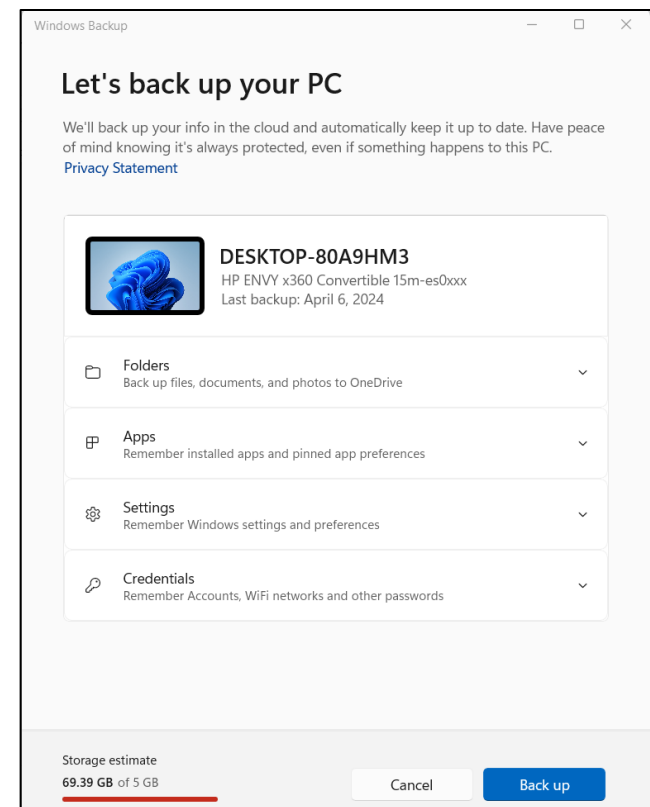 Windows Backup
Let's back up your PC
We'll back up your info in the cloud and automatically keep it up to date. Have peace
of mind knowing it's always protected, even if something happens to this PC.
Privacy Statement
DESKTOP-80A9HM3
HP ENVY x360 Convertible 15m-es0xxx
Last backup: April 6, 2024
Folders
Back up files, documents, and photos to OneDrive
Apps
Remember installed apps and pinned app preferences
Settings
Remember Windows settings and preferences
Credentials
Remember Accounts, WiFi networks and other passwords
Storage estimate
69.39 GB of 5 GB
Cancel
Back up